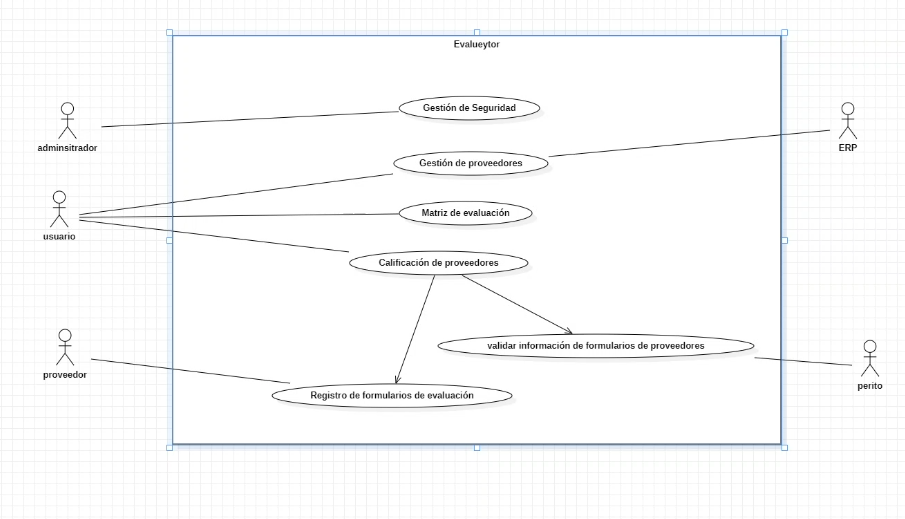 Evalueytor
Gestión de Seguridad
adminsitrador
ERP
Gestión de proveedores
Matriz de evaluación
usuario
Calificación de proveedores
validar información de formularios de proveedores
proveedor
perito
Registro de formularios de evaluación